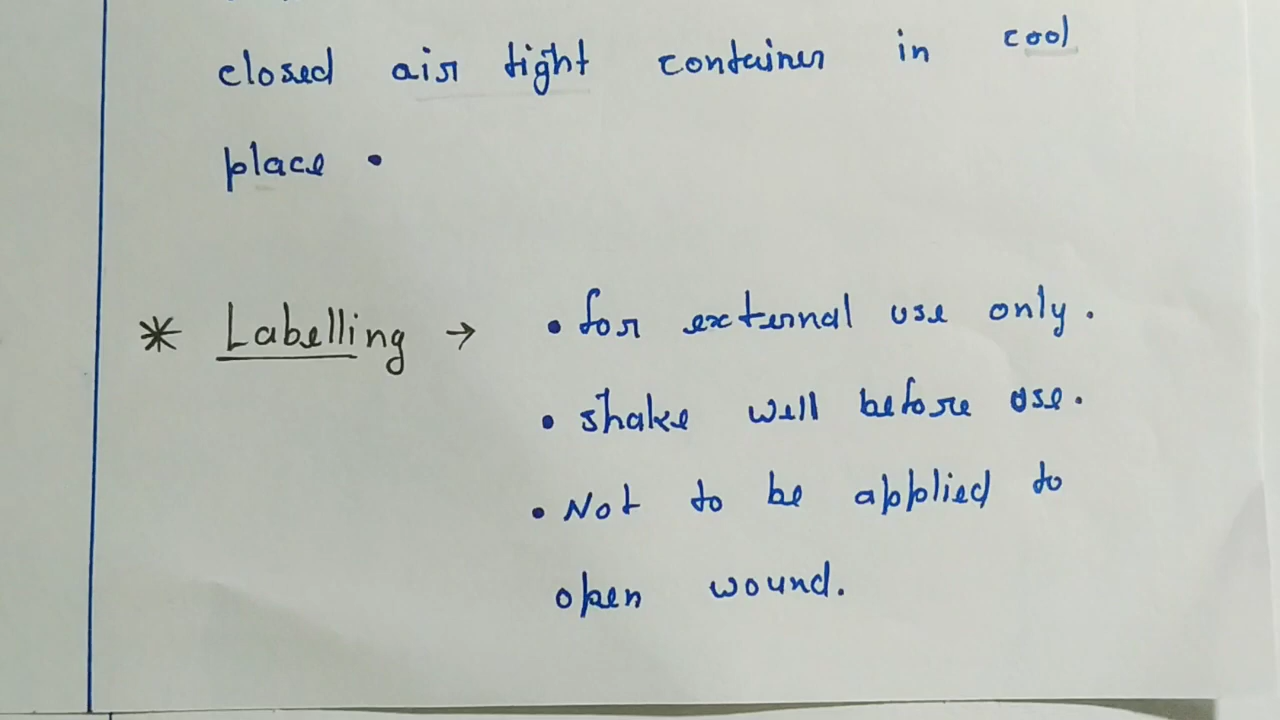 closed air tight container in cool
place .
* Labelling → • for external use only.
• shake well before use.
• Not to be applied to
open wound.